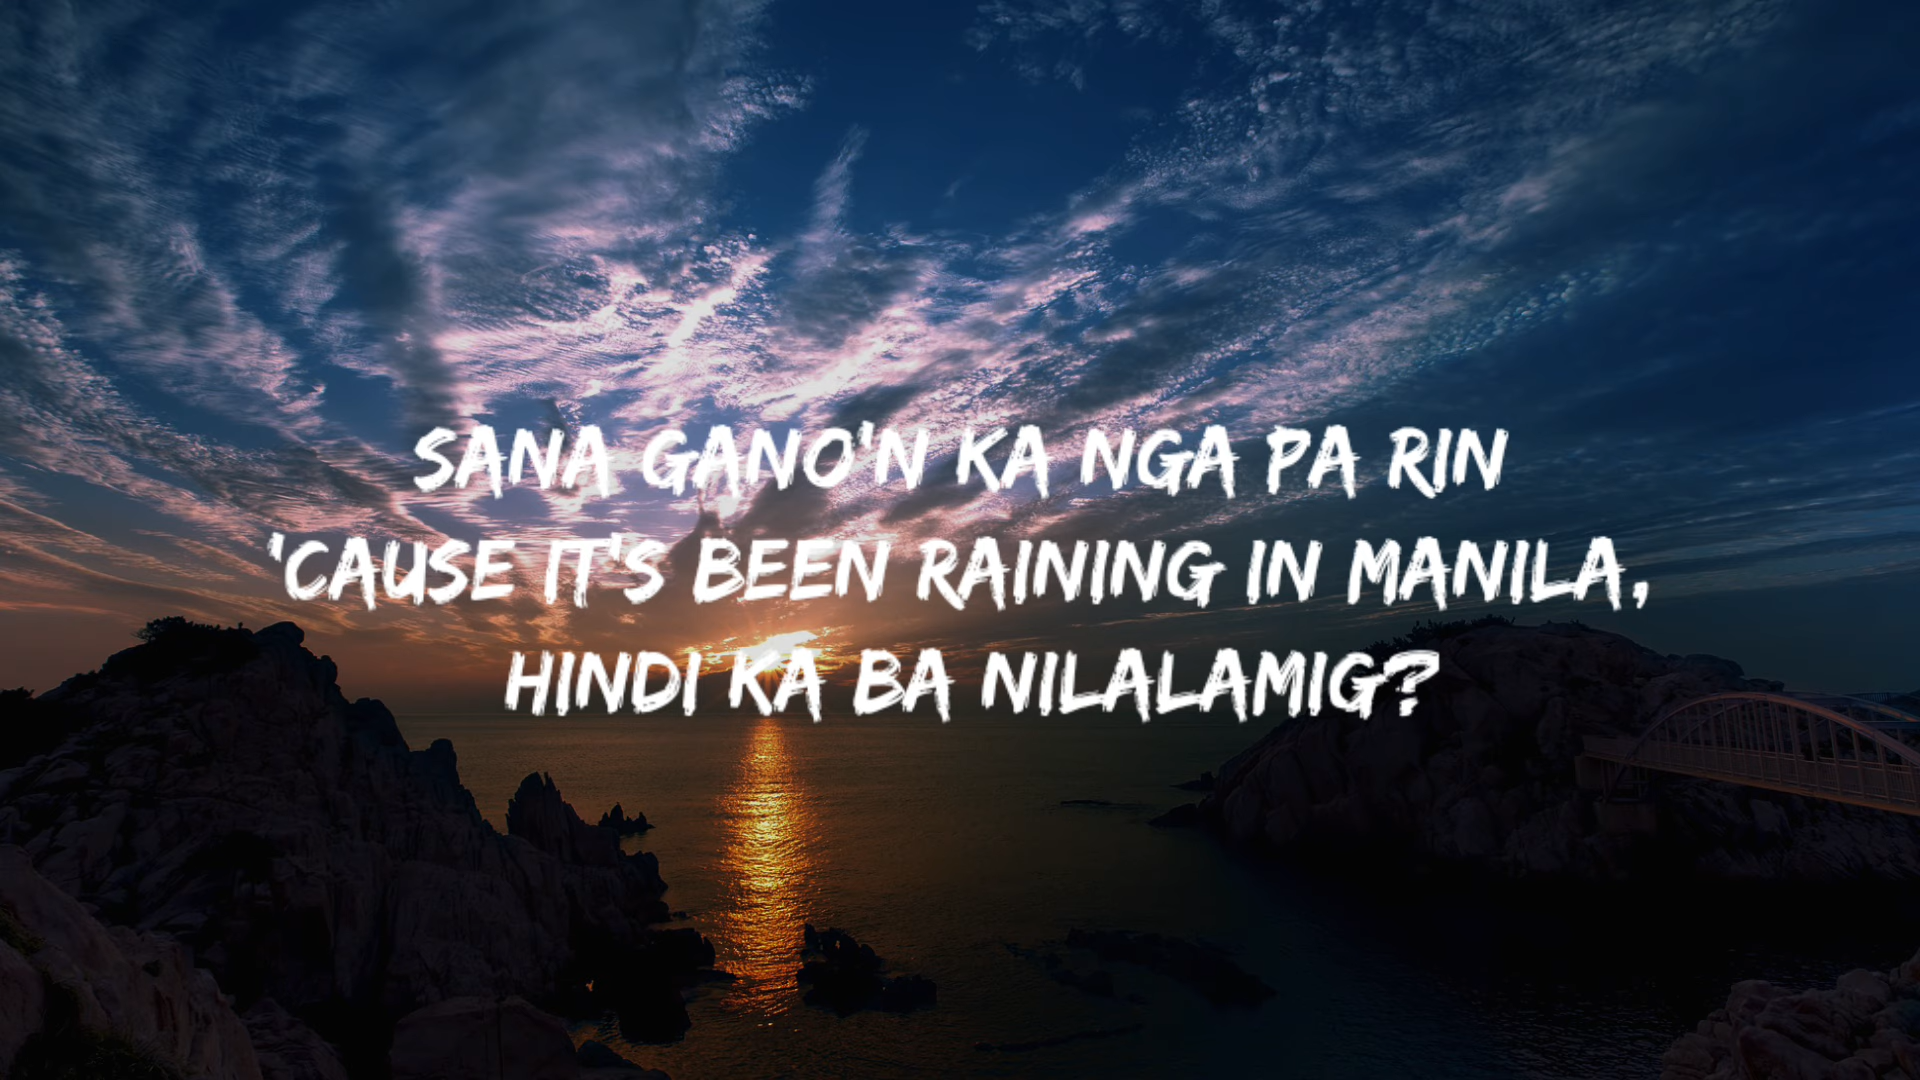 SANA GANO'N KA NGA PA RIN
'CAUSE IT'S BEEN RAINING IN MANILA,
HINDI KA BA NILALAMIG?